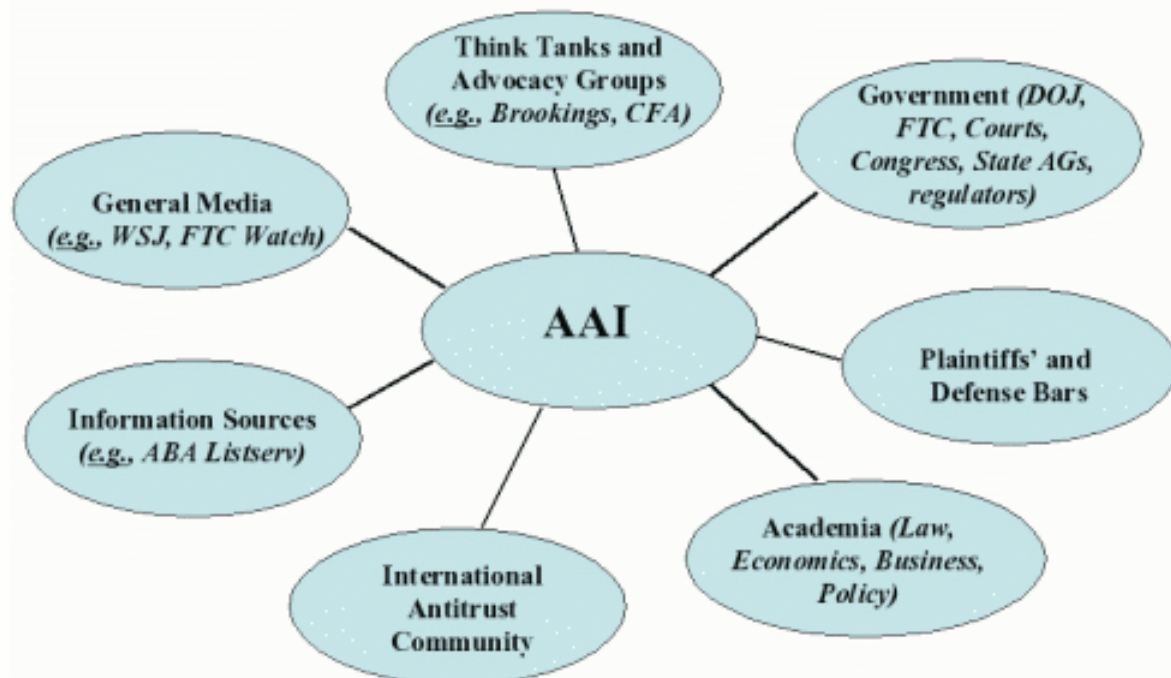 Think Tanks and
Advocacy Groups
(e.g., Brookings, CFA)
Government (DOJ,
FTC, Courts,
Congress, State AGs,
regulators)
General Media
(e.g., WSJ, FTC Watch)
AAI
Plaintiffs' and
Defense Bars
Information Sources
(e.g., ABA Listserv)
Academia (Law,
Economics, Business,
Policy)
International
Antitrust
Community